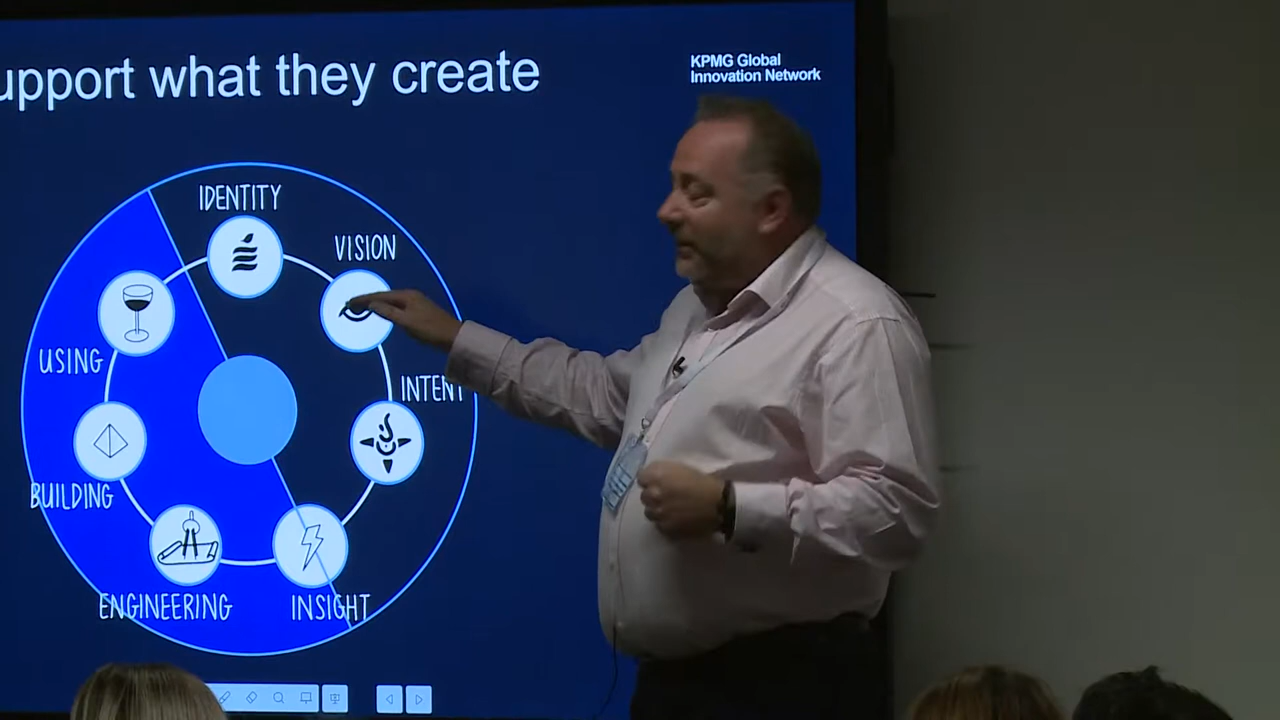 upport what they create
KPMG Global
Innovation Network
IDENTITY
VISION
USING
INTENT
BUILDING
ENGINEERING
INSIGHT